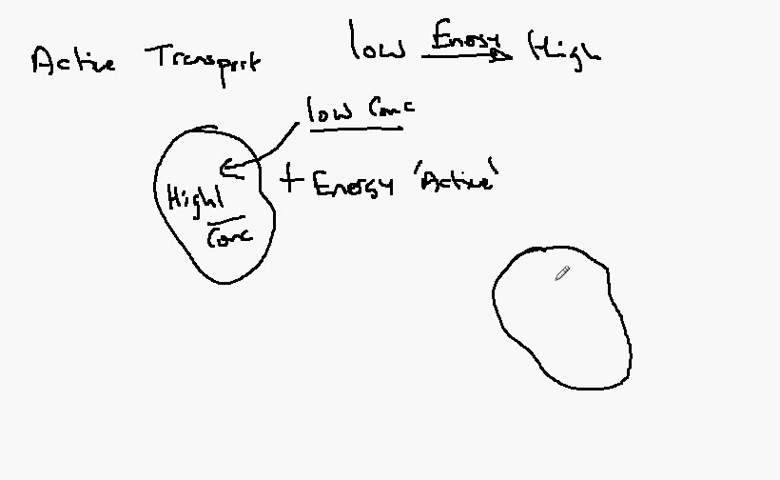 Active Transport
low Energy High
low Conc
High
Conc
+ Energy 'Active'